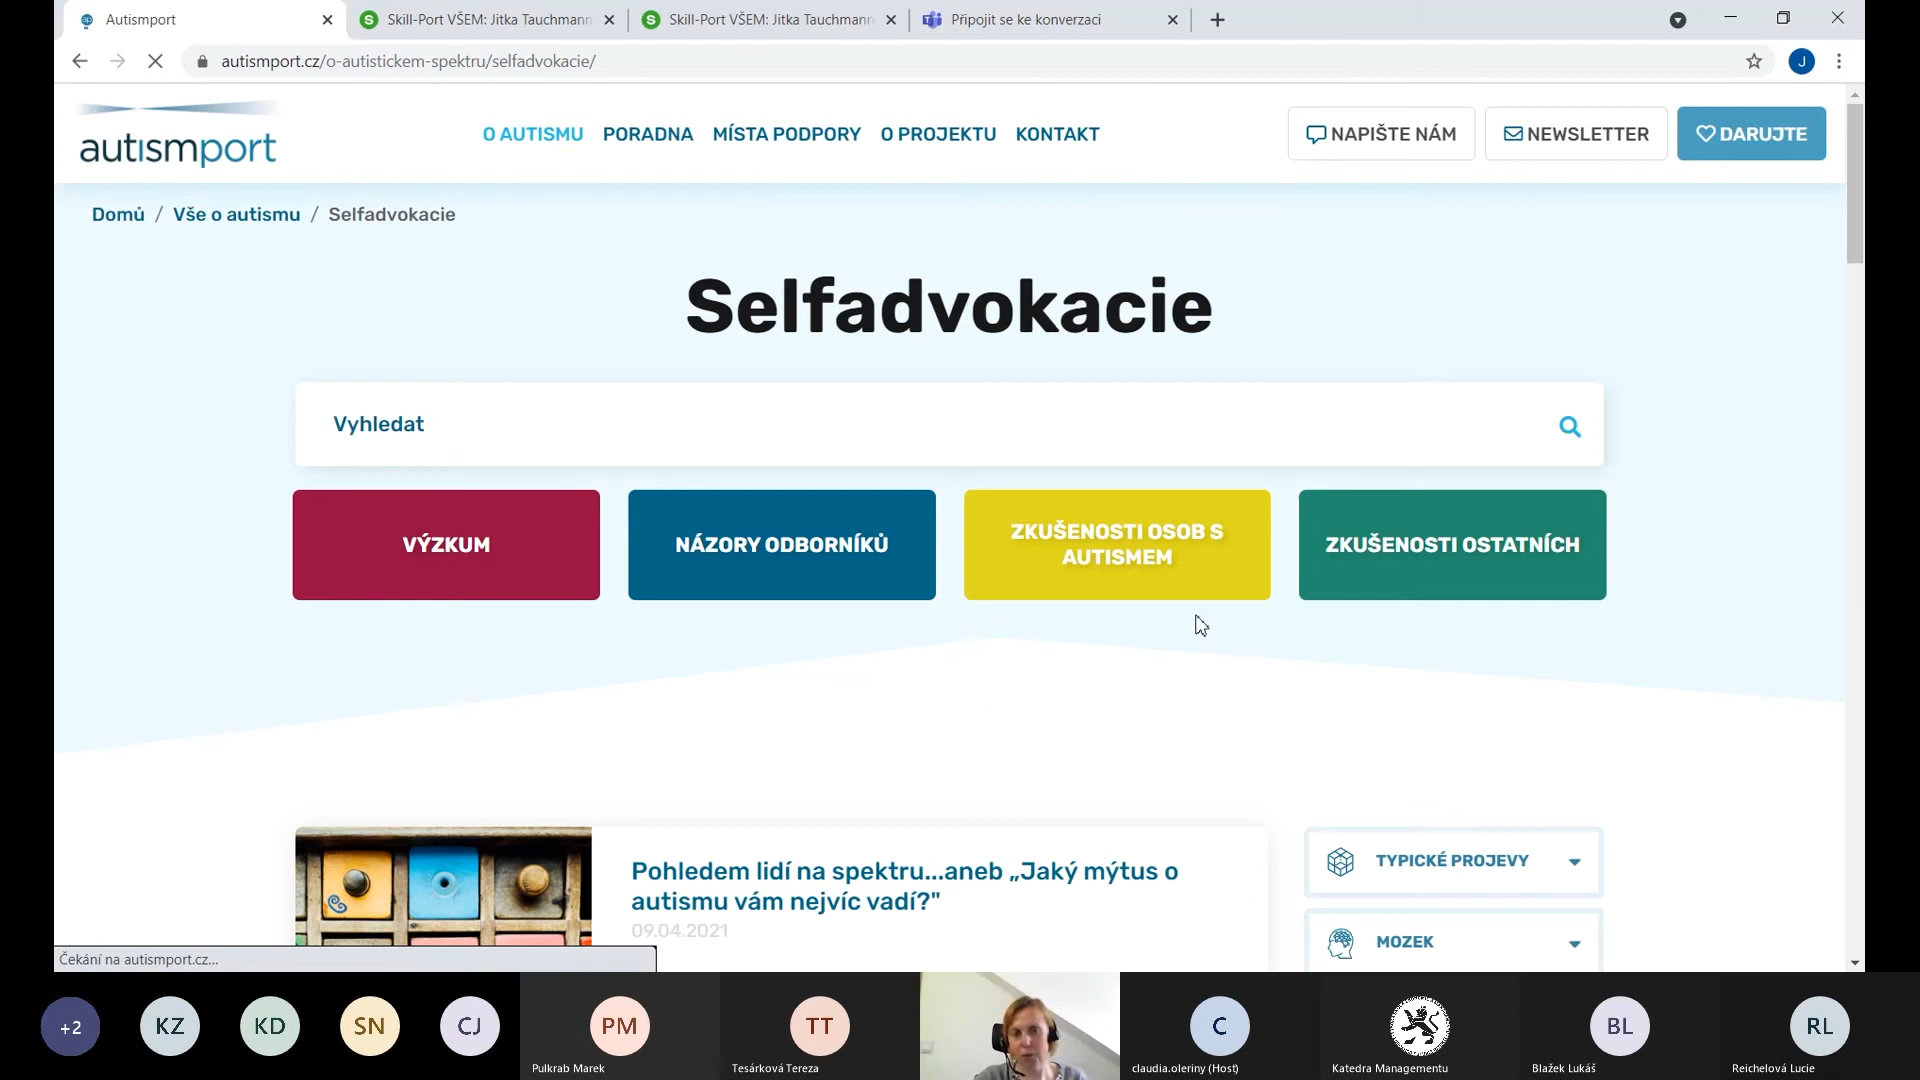 Autismport
Skill-Port VŠEM: Jitka Tauchmann
Skill-Port VŠEM: Jitka Tauchmann
Připojit se ke konverzaci
autismport.cz/o-autistickem-spektru/selfadvokacie/
J
autismport
O AUTISMU
PORADNA
MÍSTA PODPORY
O PROJEKTU
KONTAKT
NAPIŠTE NÁM
NEWSLETTER
DARUJTE
Domů / Vše o autismu / Selfadvokacie
Selfadvokacie
Vyhledat
VÝZKUM
NÁZORY ODBORNÍKŮ
ZKUŠENOSTI OSOB S
AUTISMEM
ZKUŠENOSTI OSTATNÍCH
Pohledem lidí na spektru...aneb „Jaký mýtus o
autismu vám nejvíc vadí?"
09.04.2021
TYPICKÉ PROJEVY
MOZEK
Čekání na autismport.cz...
+2
KZ
KD
SN
CJ
PM
Pulkrab Marek
TT
Tesárková Tereza
C
claudia.oleriny (Host)
Katedra Managementu
BL
Blažek Lukáš
RL
Reichelová Lucie